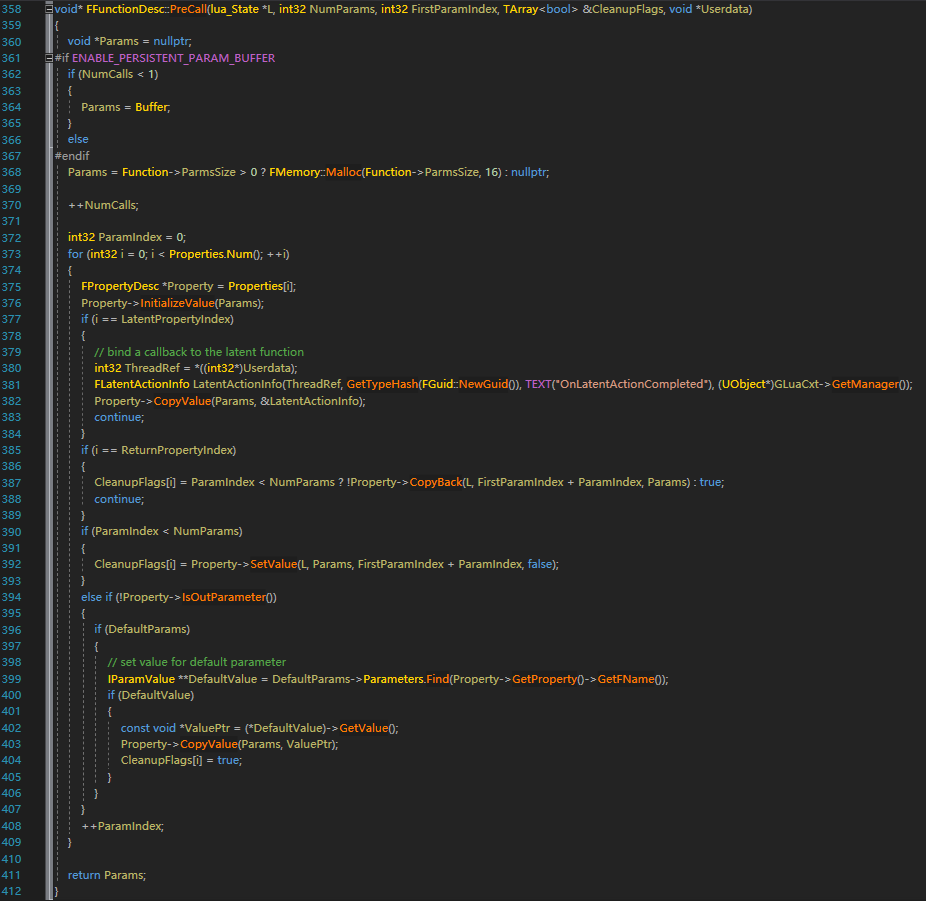 358 void* FFunctionDesc::PreCall(lua_State *L, int32 NumParams, int32 FirstParamIndex, TArray<bool> &CleanupFlags, void *Userdata)
359 {
360 void *Params = nullptr;
361 #if ENABLE_PERSISTENT_PARAM_BUFFER
362 if (NumCalls < 1)
363 {
364 Params = Buffer;
365 }
366 else
367 #endif
368 Params = Function->ParmsSize > 0 ? FMemory::Malloc(Function->ParmsSize, 16) : nullptr;
369
370 ++NumCalls;
371
372 int32 ParamIndex = 0;
373 for (int32 i = 0; i < Properties.Num(); ++i)
374 {
375 FPropertyDesc *Property = Properties[i];
376 Property->InitializeValue(Params);
377 if (i == LatentPropertyIndex)
378 {
379 // bind a callback to the latent function
380 int32 ThreadRef = *((int32*)Userdata);
381 FLatentActionInfo LatentActionInfo(ThreadRef, GetTypeHash(FGuid::NewGuid()), TEXT("OnLatentActionCompleted"), (UObject*)GLuaCxt->GetManager());
382 Property->CopyValue(Params, &LatentActionInfo);
383 continue;
384 }
385 if (i == ReturnPropertyIndex)
386 {
387 CleanupFlags[i] = ParamIndex < NumParams ? !Property->CopyBack(L, FirstParamIndex + ParamIndex, Params) : true;
388 continue;
389 }
390 if (ParamIndex < NumParams)
391 {
392 CleanupFlags[i] = Property->SetValue(L, Params, FirstParamIndex + ParamIndex, false);
393 }
394 else if (!Property->IsOutParameter())
395 {
396 if (DefaultParams)
397 {
398 // set value for default parameter
399 IParamValue **DefaultValue = DefaultParams->Parameters.Find(Property->GetProperty()->GetFName());
400 if (DefaultValue)
401 {
402 const void *ValuePtr = (*DefaultValue)->GetValue();
403 Property->CopyValue(Params, ValuePtr);
404 CleanupFlags[i] = true;
405 }
406 }
407 }
408 ++ParamIndex;
409 }
410
411 return Params;
412 }